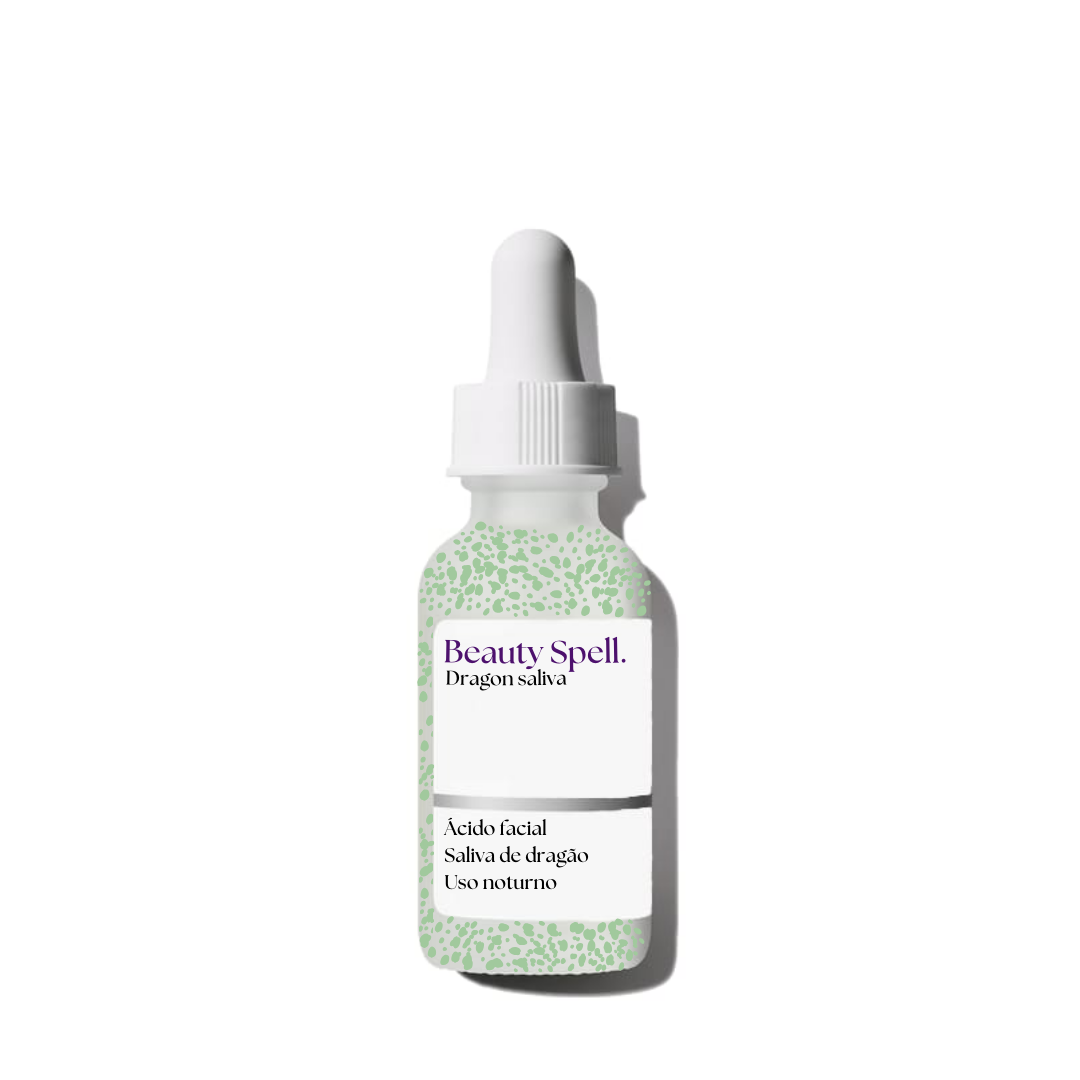 Beauty Spell.
Dragon saliva
Ácido facial
Saliva de dragão
Uso noturno